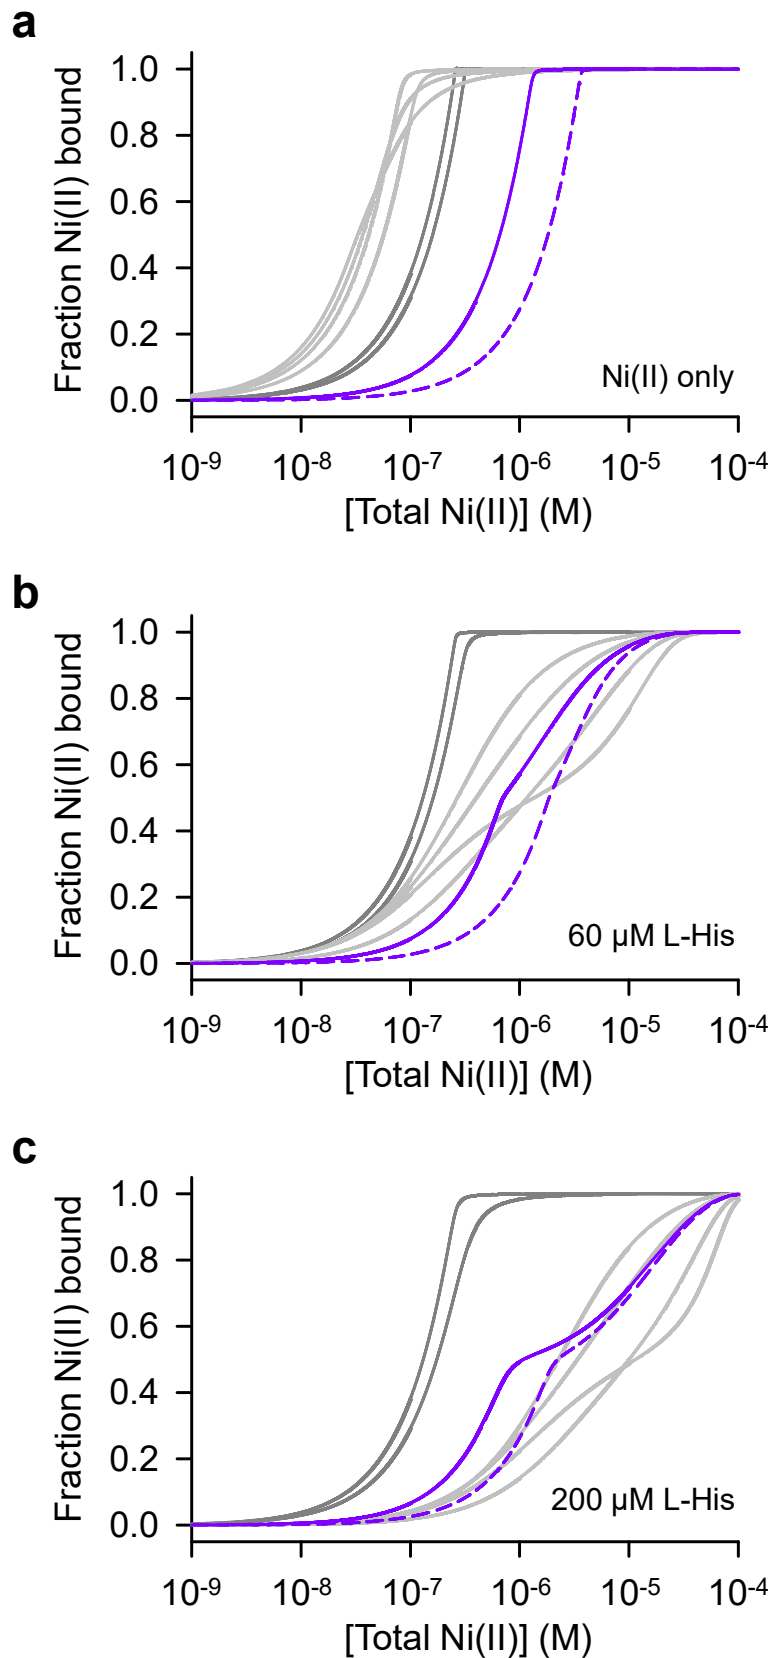 a
Fraction Ni(II) bound
1.0
0.8
0.6
0.4
0.2
0.0
Ni(II) only
10-9 10-8 10-7 10-6 10-5 10-4
[Total Ni(II)] (M)
b
Fraction Ni(II) bound
1.0
0.8
0.6
0.4
0.2
0.0
60 µM L-His
10-9 10-8 10-7 10-6 10-5 10-4
[Total Ni(II)] (M)
c
Fraction Ni(II) bound
1.0
0.8
0.6
0.4
0.2
0.0
200 µM L-His
10-9 10-8 10-7 10-6 10-5 10-4
[Total Ni(II)] (M)